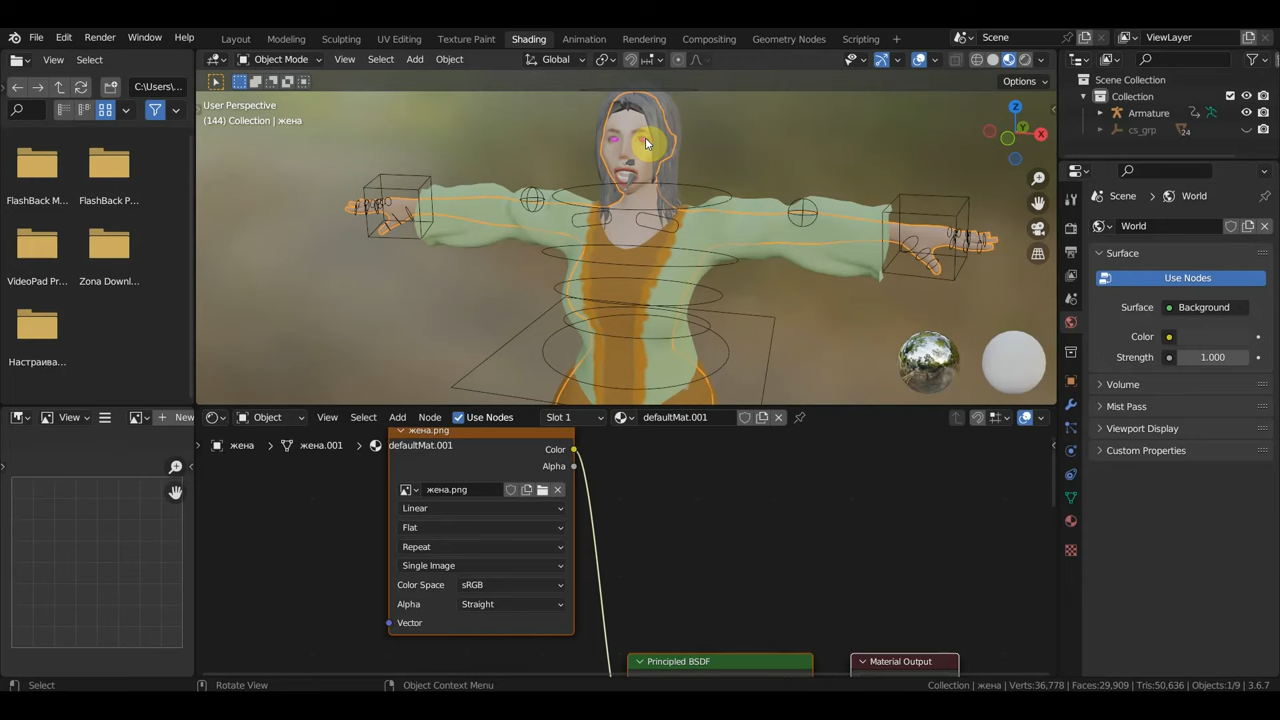 File Edit Render Window Help
Layout Modeling Sculpting UV Editing Texture Paint Shading Animation Rendering Compositing Geometry Nodes Scripting
Scene
ViewLayer
View Select
Object Mode
View Select Add Object
Global
C:\Users\...
Options
User Perspective
(144) Collection | жена
X
Y
Z
FlashBack M...
FlashBack P...
VideoPad Pr...
Zona Downl...
Настраива...
Scene Collection
Collection
Armature
cs_grp
24
Scene
World
World
Surface
Use Nodes
Surface
Background
Color
Strength
1.000
Volume
Mist Pass
Viewport Display
Custom Properties
View
New
Object
View Select Add Node
Use Nodes
Slot 1
defaultMat.001
жена
жена.001
defaultMat.001
жена.png
Color
Alpha
жена.png
Linear
Flat
Repeat
Single Image
Color Space
sRGB
Alpha
Straight
Vector
Principled BSDF
Material Output
Select
Rotate View
Object Context Menu
Collection | жена | Verts:36,778 | Faces:29,909 | Tris:50,636 | Objects:1/9 | 3.6.7